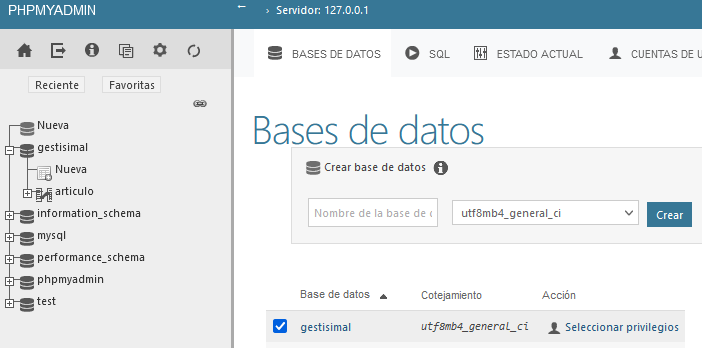 PHPMYADMIN
Reciente Favoritas
Nueva
gestisimal
Nueva
articulo
information_schema
mysql
performance_schema
phpmyadmin
test
← › Servidor: 127.0.0.1
BASES DE DATOS SQL ESTADO ACTUAL CUENTAS DE U
Bases de datos
Crear base de datos
Nombre de la base de d utf8mb4_general_ci Crear
Base de datos Cotejamiento Acción
gestisimal utf8mb4_general_ci Seleccionar privilegios